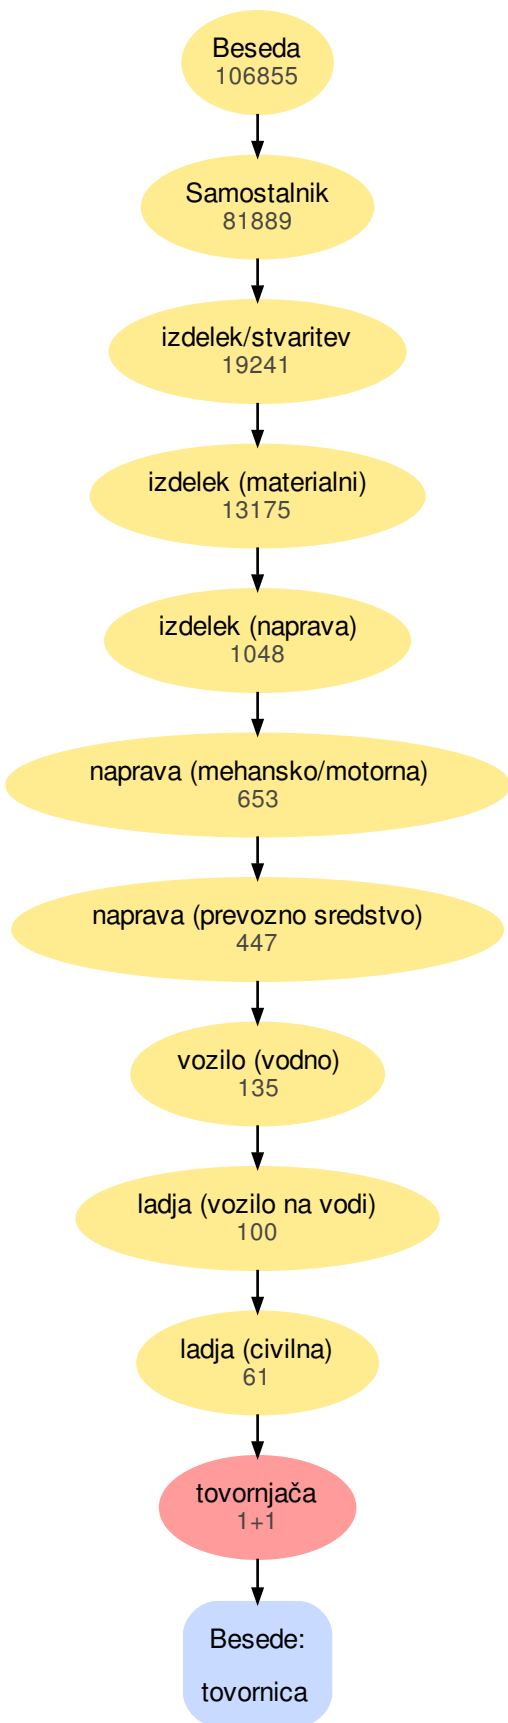 Beseda
106855
Samostalnik
81889
izdelek/stvaritev
19241
izdelek (materialni)
13175
izdelek (naprava)
1048
naprava (mehansko/motorna)
653
naprava (prevozno sredstvo)
447
vozilo (vodno)
135
ladja (vozilo na vodi)
100
ladja (civilna)
61
tovornjača
1+1
Besede:
tovornica